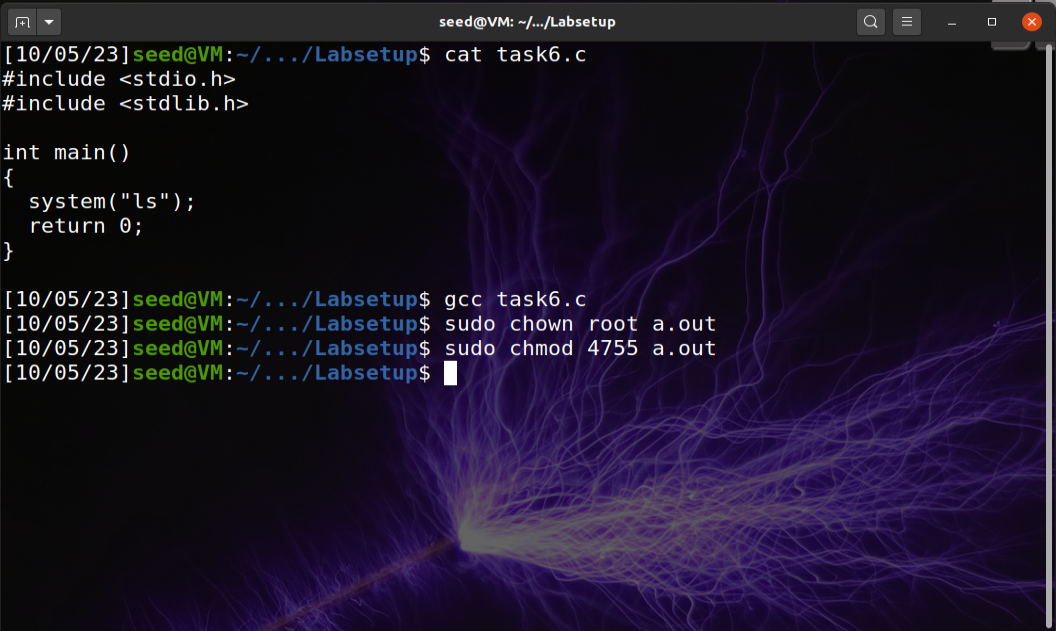 seed@VM: ~/.../Labsetup
[10/05/23]seed@VM:~/.../Labsetup$ cat task6.c
#include <stdio.h>
#include <stdlib.h>
int main()
{
  system("ls");
  return 0;
}
[10/05/23]seed@VM:~/.../Labsetup$ gcc task6.c
[10/05/23]seed@VM:~/.../Labsetup$ sudo chown root a.out
[10/05/23]seed@VM:~/.../Labsetup$ sudo chmod 4755 a.out
[10/05/23]seed@VM:~/.../Labsetup$